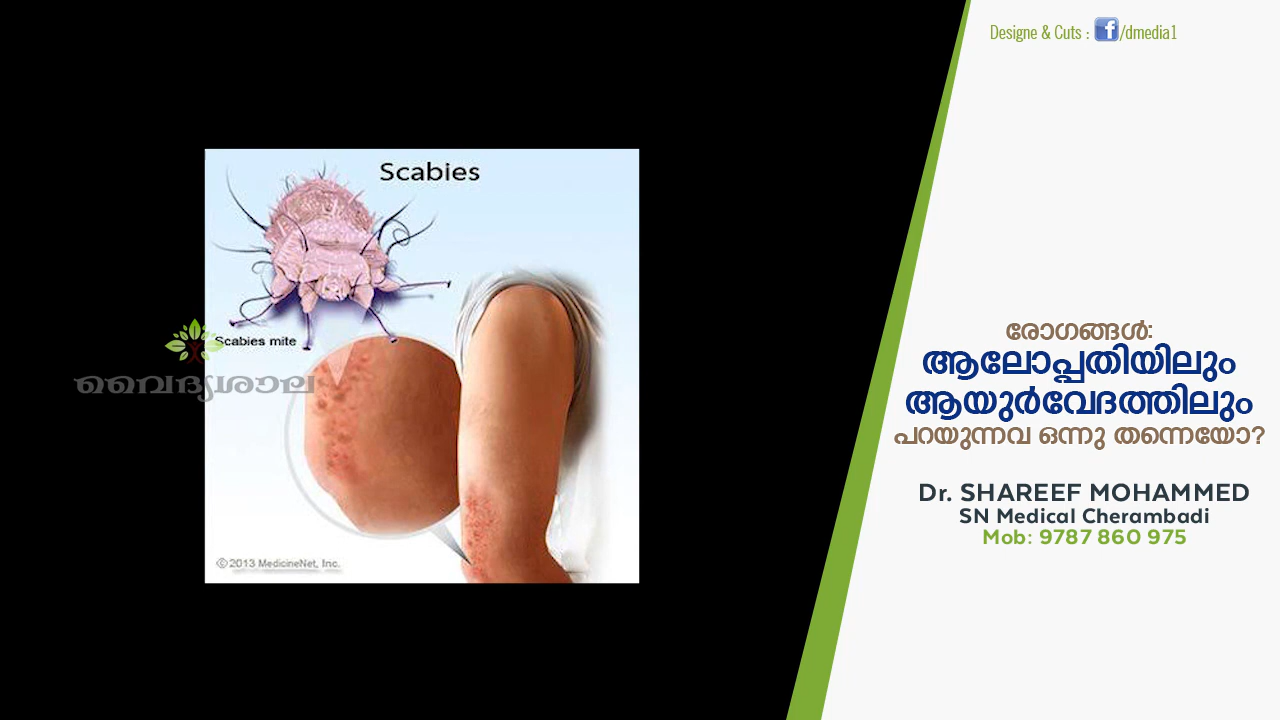 Designe & Cuts : f/dmedia1
Scabies
Scabies mite
വൈദ്യശാല
© 2013 MedicineNet, Inc.
രോഗങ്ങൾ:
ആലോപ്പതിയിലും
ആയുർവേദത്തിലും
പറയുന്നവ ഒന്നു തന്നെയോ?
Dr. SHAREEF MOHAMMED
SN Medical Cherambadi
Mob: 9787 860 975